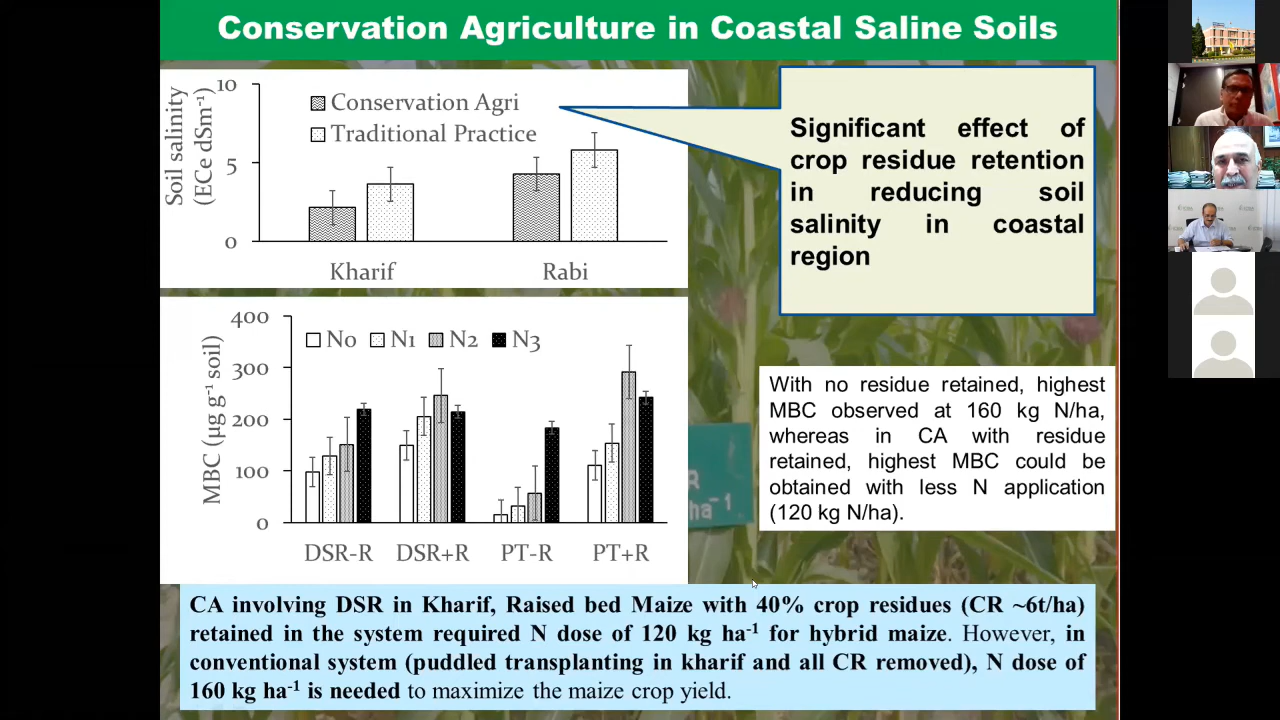 Conservation Agriculture in Coastal Saline Soils
Soil salinity
(ECe dSm⁻¹)
10
5
0
Conservation Agri
Traditional Practice
Kharif Rabi
Significant effect of
crop residue retention
in reducing soil
salinity in coastal
region
MBC (µg g⁻¹ soil)
400
300
200
100
0
N0 N1 N2 N3
DSR-R DSR+R PT-R PT+R
With no residue retained, highest
MBC observed at 160 kg N/ha,
whereas in CA with residue
retained, highest MBC could be
obtained with less N application
(120 kg N/ha).
R
ha⁻¹
CA involving DSR in Kharif, Raised bed Maize with 40% crop residues (CR ~6t/ha)
retained in the system required N dose of 120 kg ha⁻¹ for hybrid maize. However, in
conventional system (puddled transplanting in kharif and all CR removed), N dose of
160 kg ha⁻¹ is needed to maximize the maize crop yield.